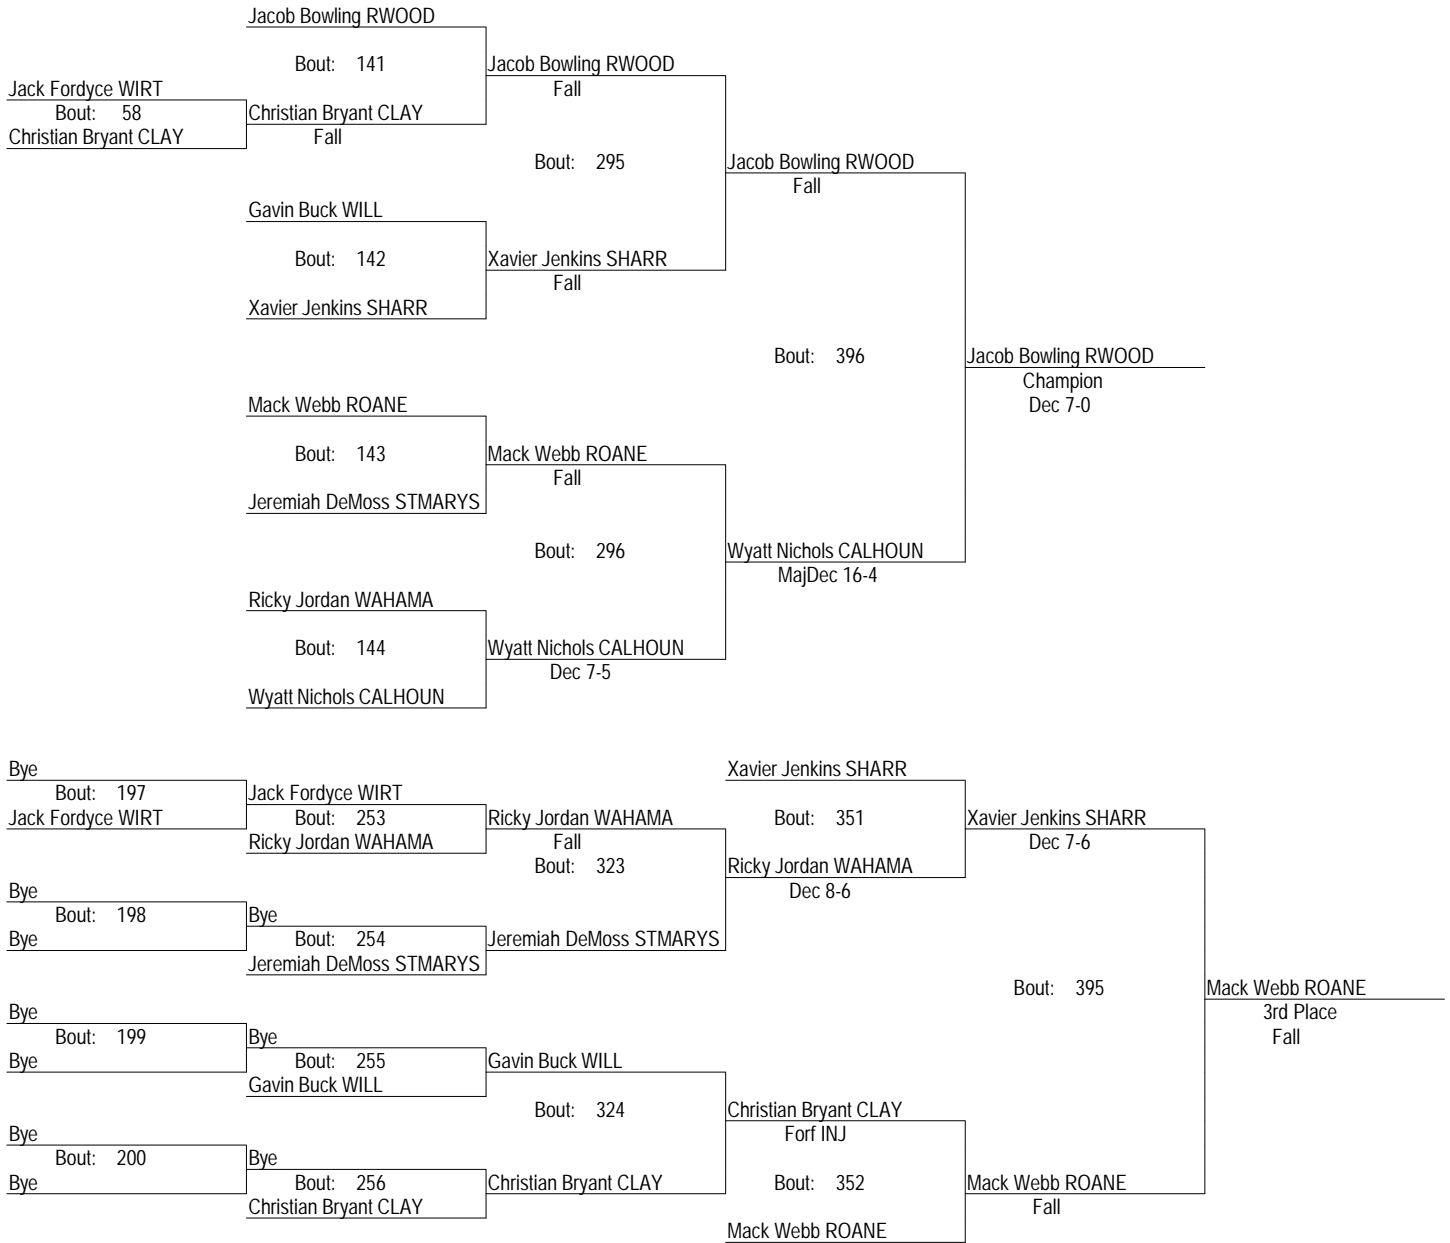 Jacob Bowling RWOOD
Bout: 141
Jacob Bowling RWOOD
Jack Fordyce WIRT
Fall
Bout: 58
Christian Bryant CLAY
Christian Bryant CLAY
Fall
Bout: 295
Jacob Bowling RWOOD
Fall
Gavin Buck WILL
Bout: 142
Xavier Jenkins SHARR
Fall
Xavier Jenkins SHARR
Bout: 396
Jacob Bowling RWOOD
Champion
Dec 7-0
Mack Webb ROANE
Bout: 143
Mack Webb ROANE
Fall
Jeremiah DeMoss STMARYS
Bout: 296
Wyatt Nichols CALHOUN
MajDec 16-4
Ricky Jordan WAHAMA
Bout: 144
Wyatt Nichols CALHOUN
Dec 7-5
Wyatt Nichols CALHOUN
Bye
Xavier Jenkins SHARR
Bout: 197
Jack Fordyce WIRT
Jack Fordyce WIRT
Bout: 253
Ricky Jordan WAHAMA
Bout: 351
Xavier Jenkins SHARR
Ricky Jordan WAHAMA
Fall
Dec 7-6
Bout: 323
Ricky Jordan WAHAMA
Dec 8-6
Bye
Bout: 198
Bye
Bye
Bout: 254
Jeremiah DeMoss STMARYS
Jeremiah DeMoss STMARYS
Bout: 395
Mack Webb ROANE
3rd Place
Fall
Bye
Bout: 199
Bye
Bye
Bout: 255
Gavin Buck WILL
Gavin Buck WILL
Bout: 324
Christian Bryant CLAY
Forf INJ
Bye
Bout: 200
Bye
Bye
Bout: 256
Christian Bryant CLAY
Bout: 352
Mack Webb ROANE
Christian Bryant CLAY
Fall
Mack Webb ROANE